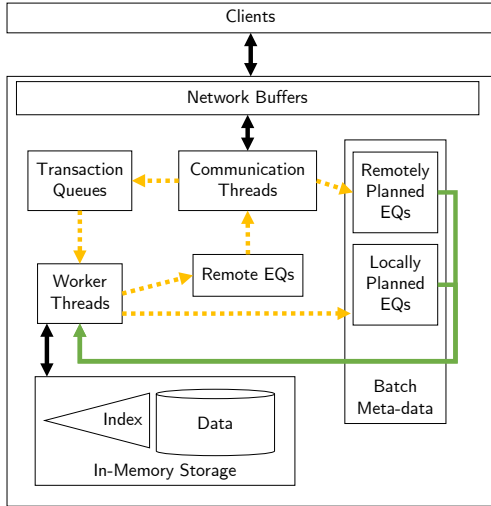 Clients
Network Buffers
Transaction
Queues
Communication
Threads
Remotely
Planned
EQs
Worker
Threads
Remote EQs
Locally
Planned
EQs
Batch
Meta-data
Index
Data
In-Memory Storage